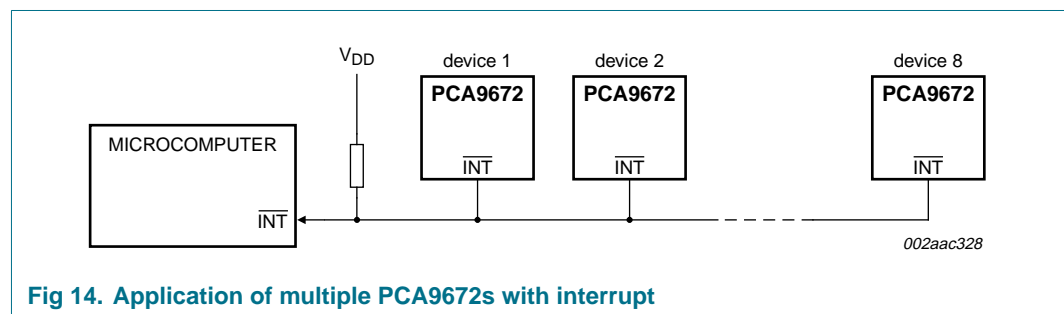 VDD
device 1
device 2
device 8
PCA9672
PCA9672
PCA9672
MICROCOMPUTER
INT
INT
INT
INT
002aac328
Fig 14. Application of multiple PCA9672s with interrupt